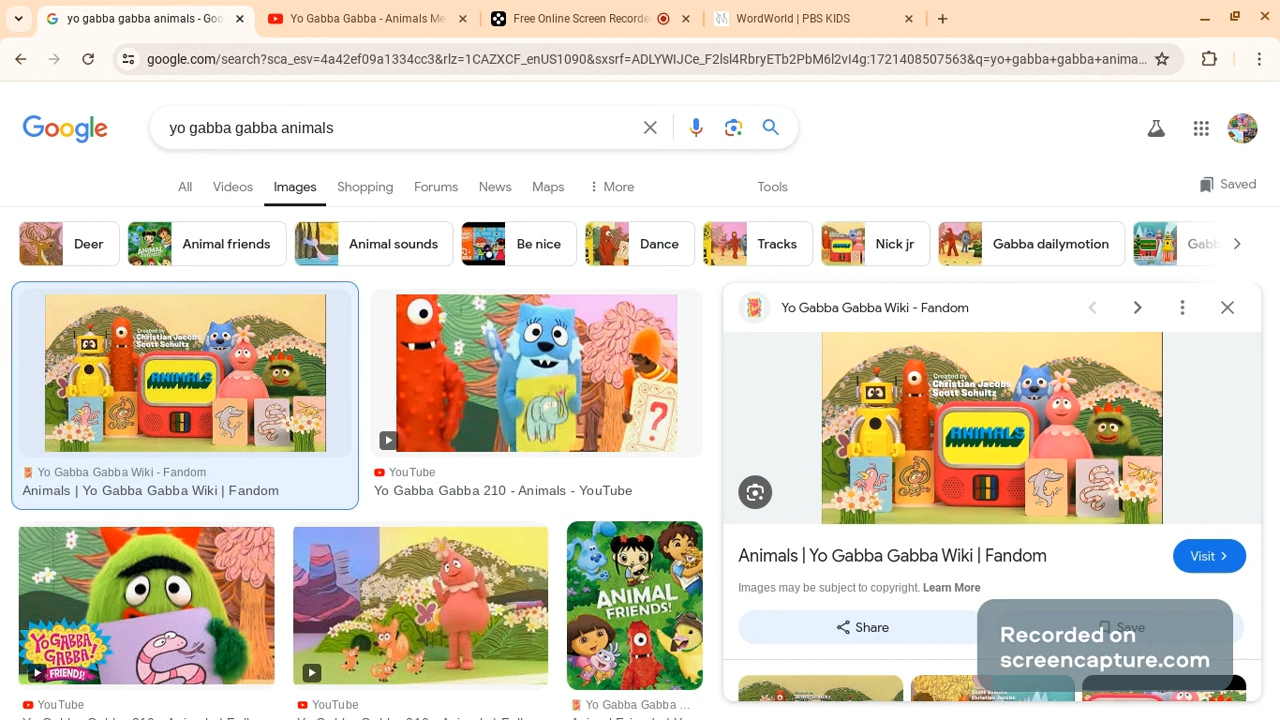 yo gabba gabba animals - Goo
Yo Gabba Gabba - Animals Me
Free Online Screen Recorde
WordWorld | PBS KIDS
google.com/search?sca_esv=4a42ef09a1334cc3&rlz=1CAZXCF_enUS1090&sxsrf=ADLYWIJCe_F2lsl4RbryETb2PbM6l2vI4g:1721408507563&q=yo+gabba+gabba+anima...
Google
yo gabba gabba animals
All Videos Images Shopping Forums News Maps More Tools
Saved
Deer
Animal friends
Animal sounds
Be nice
Dance
Tracks
Nick jr
Gabba dailymotion
Gabb
Created by
Christian Jacobs
Scott Schultz
ANIMALS
Yo Gabba Gabba Wiki - Fandom
Animals | Yo Gabba Gabba Wiki | Fandom
?
YouTube
Yo Gabba Gabba 210 - Animals - YouTube
YO GABBA
GABBA!
FRIENDS!
YouTube
YouTube
ANIMAL
FRIENDS!
Yo Gabba Gabba ...
Yo Gabba Gabba Wiki - Fandom
Created by
Christian Jacobs
Scott Schultz
ANIMALS
Animals | Yo Gabba Gabba Wiki | Fandom
Visit
Images may be subject to copyright. Learn More
Share
Save
Recorded on
screencapture.com